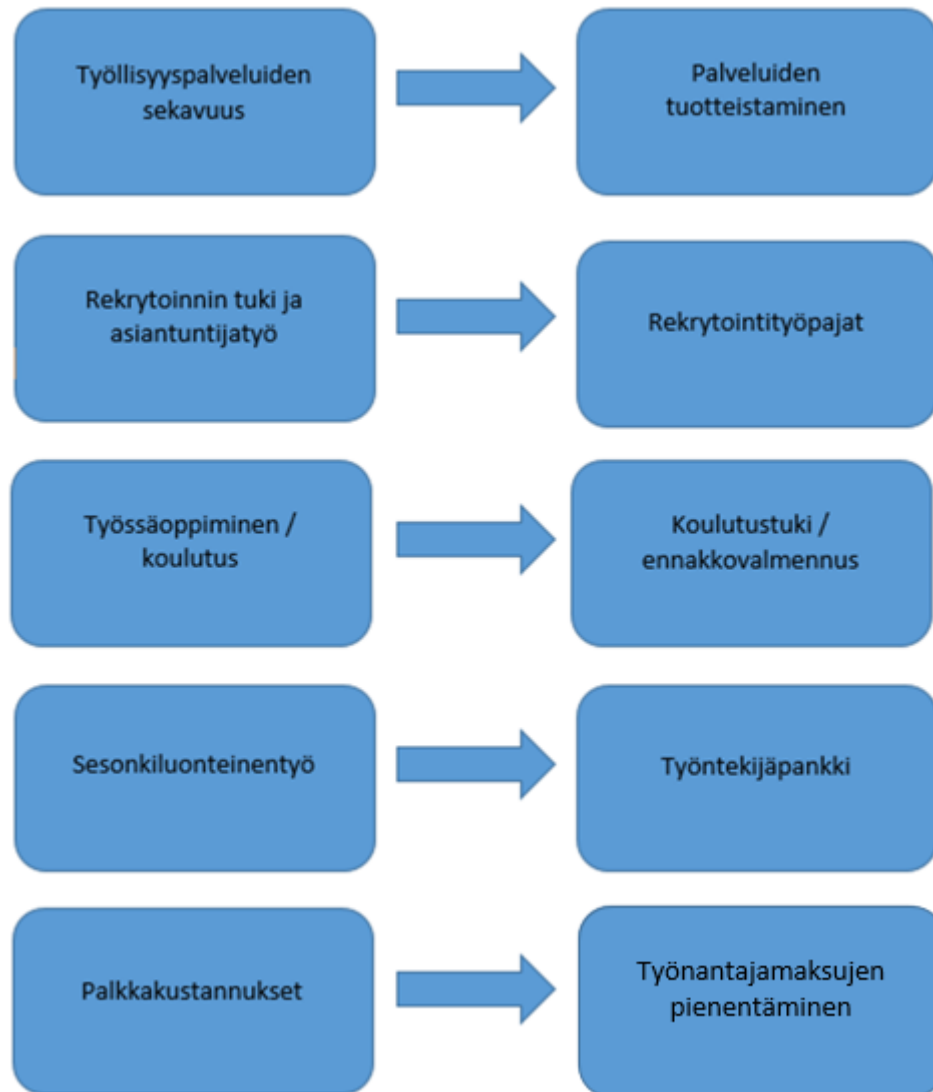 Työllisyyspalveluiden
sekavuus
Palveluiden
tuotteistaminen
Rekrytoinnin tuki ja
asiantuntijatyö
Rekrytointityöpajat
Työssäoppiminen /
koulutus
Koulutustuki /
ennakkovalmennus
Sesonkiluonteinentyö
Työntekijäpankki
Palkkakustannukset
Työnantajamaksujen
pienentäminen